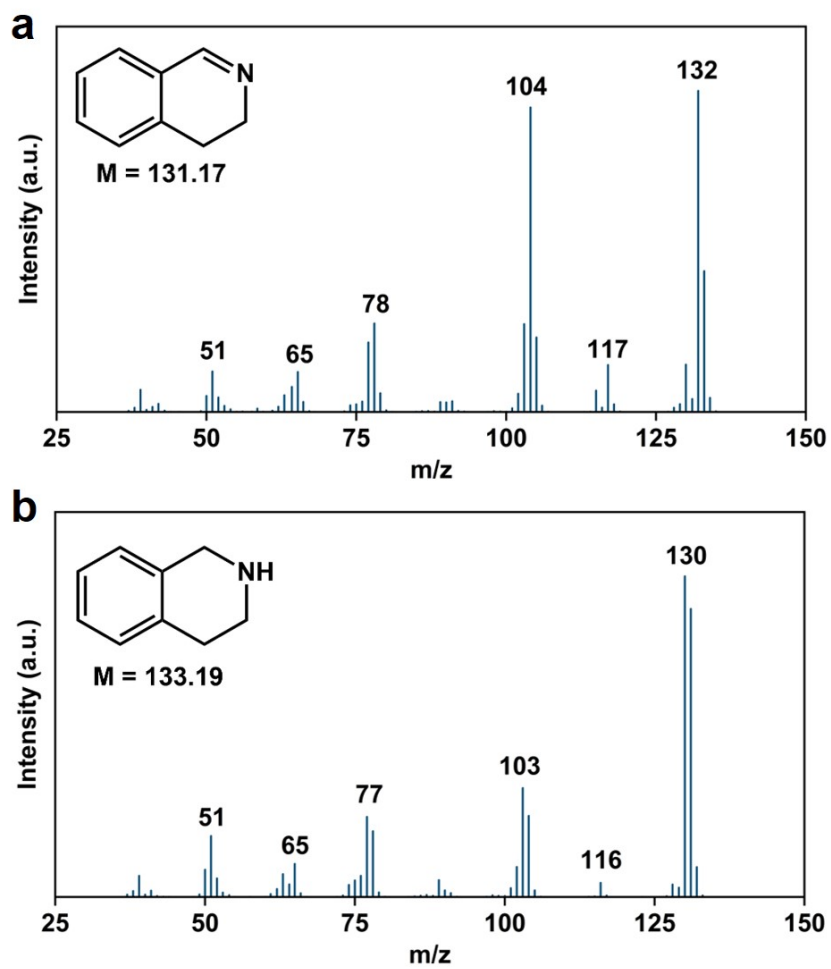 a
N
M = 131.17
104
132
78
51
65
117
Intensity (a.u.)
25 50 75 100 125 150
m/z
b
NH
M = 133.19
130
103
77
51
65
116
Intensity (a.u.)
25 50 75 100 125 150
m/z